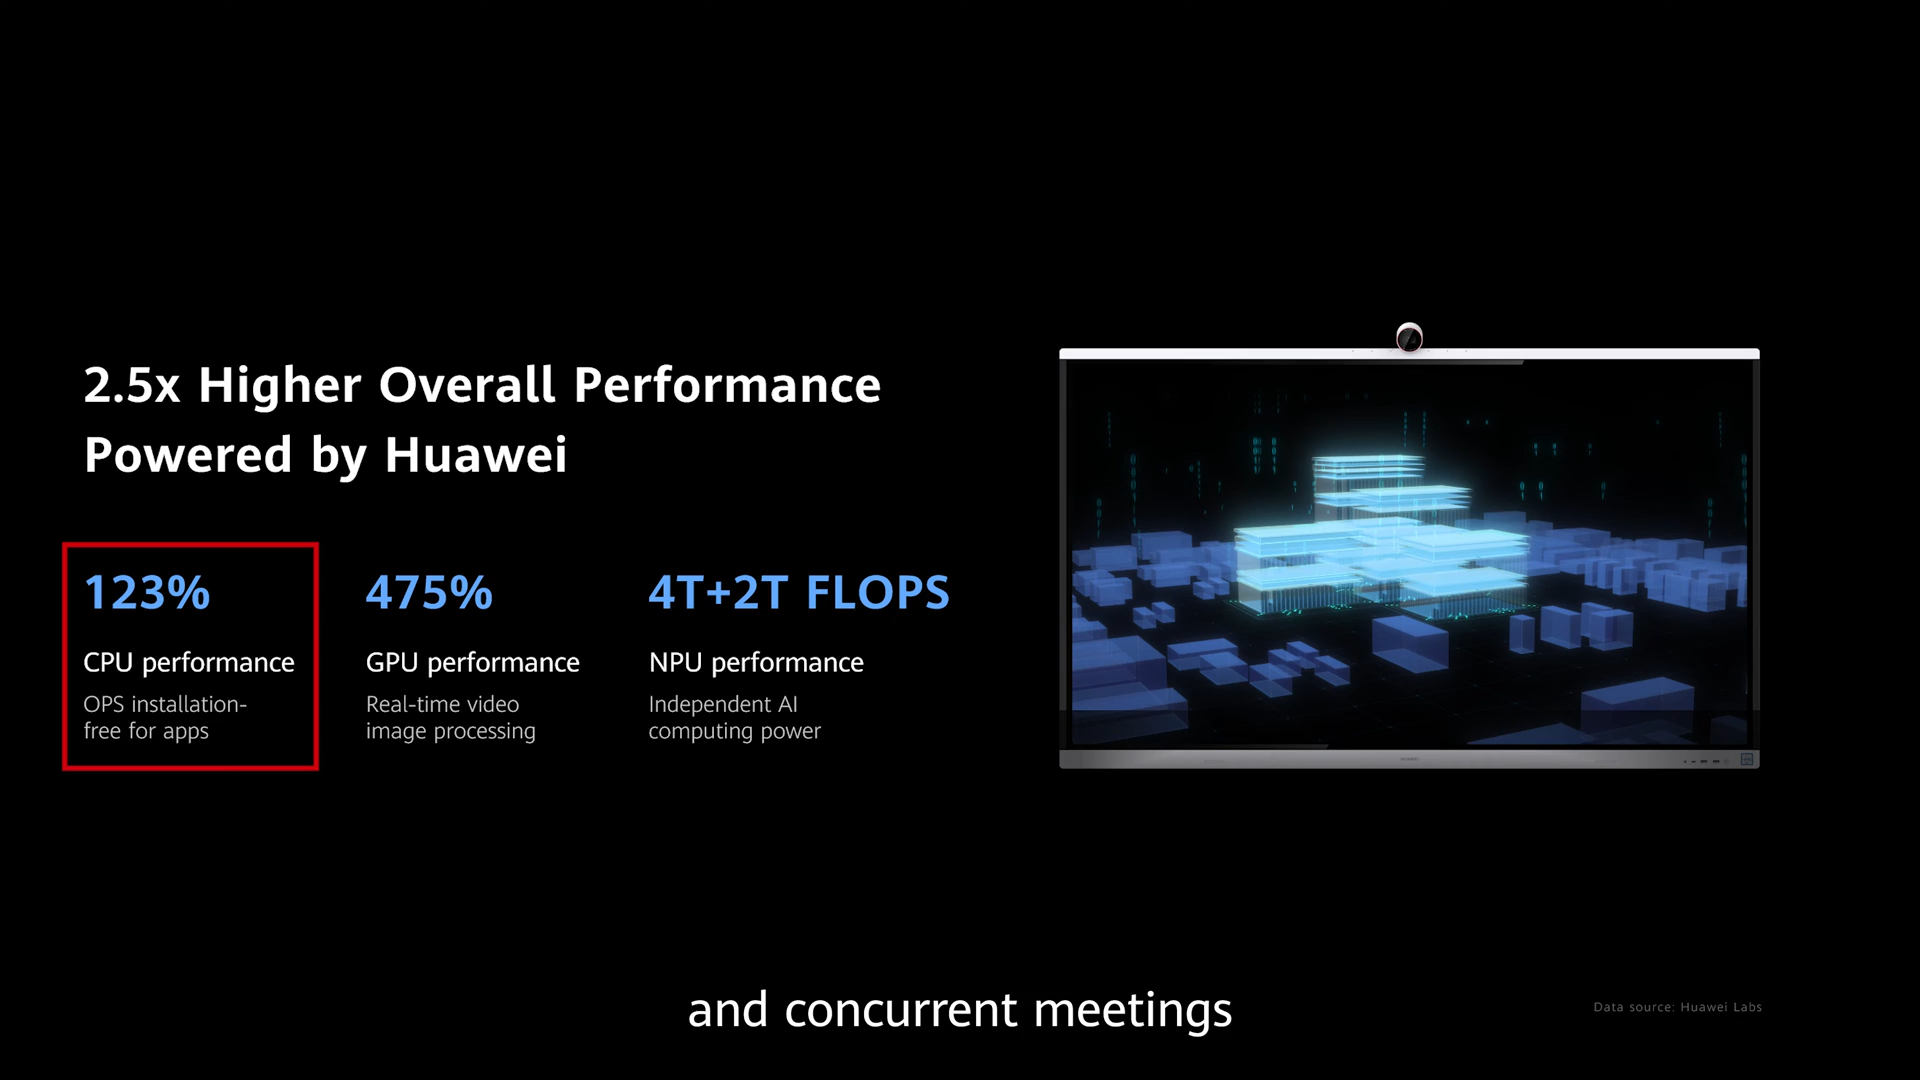 2.5x Higher Overall Performance
Powered by Huawei
123%
CPU performance
OPS installation-
free for apps
475%
GPU performance
Real-time video
image processing
4T+2T FLOPS
NPU performance
Independent AI
computing power
and concurrent meetings
Data source: Huawei Labs